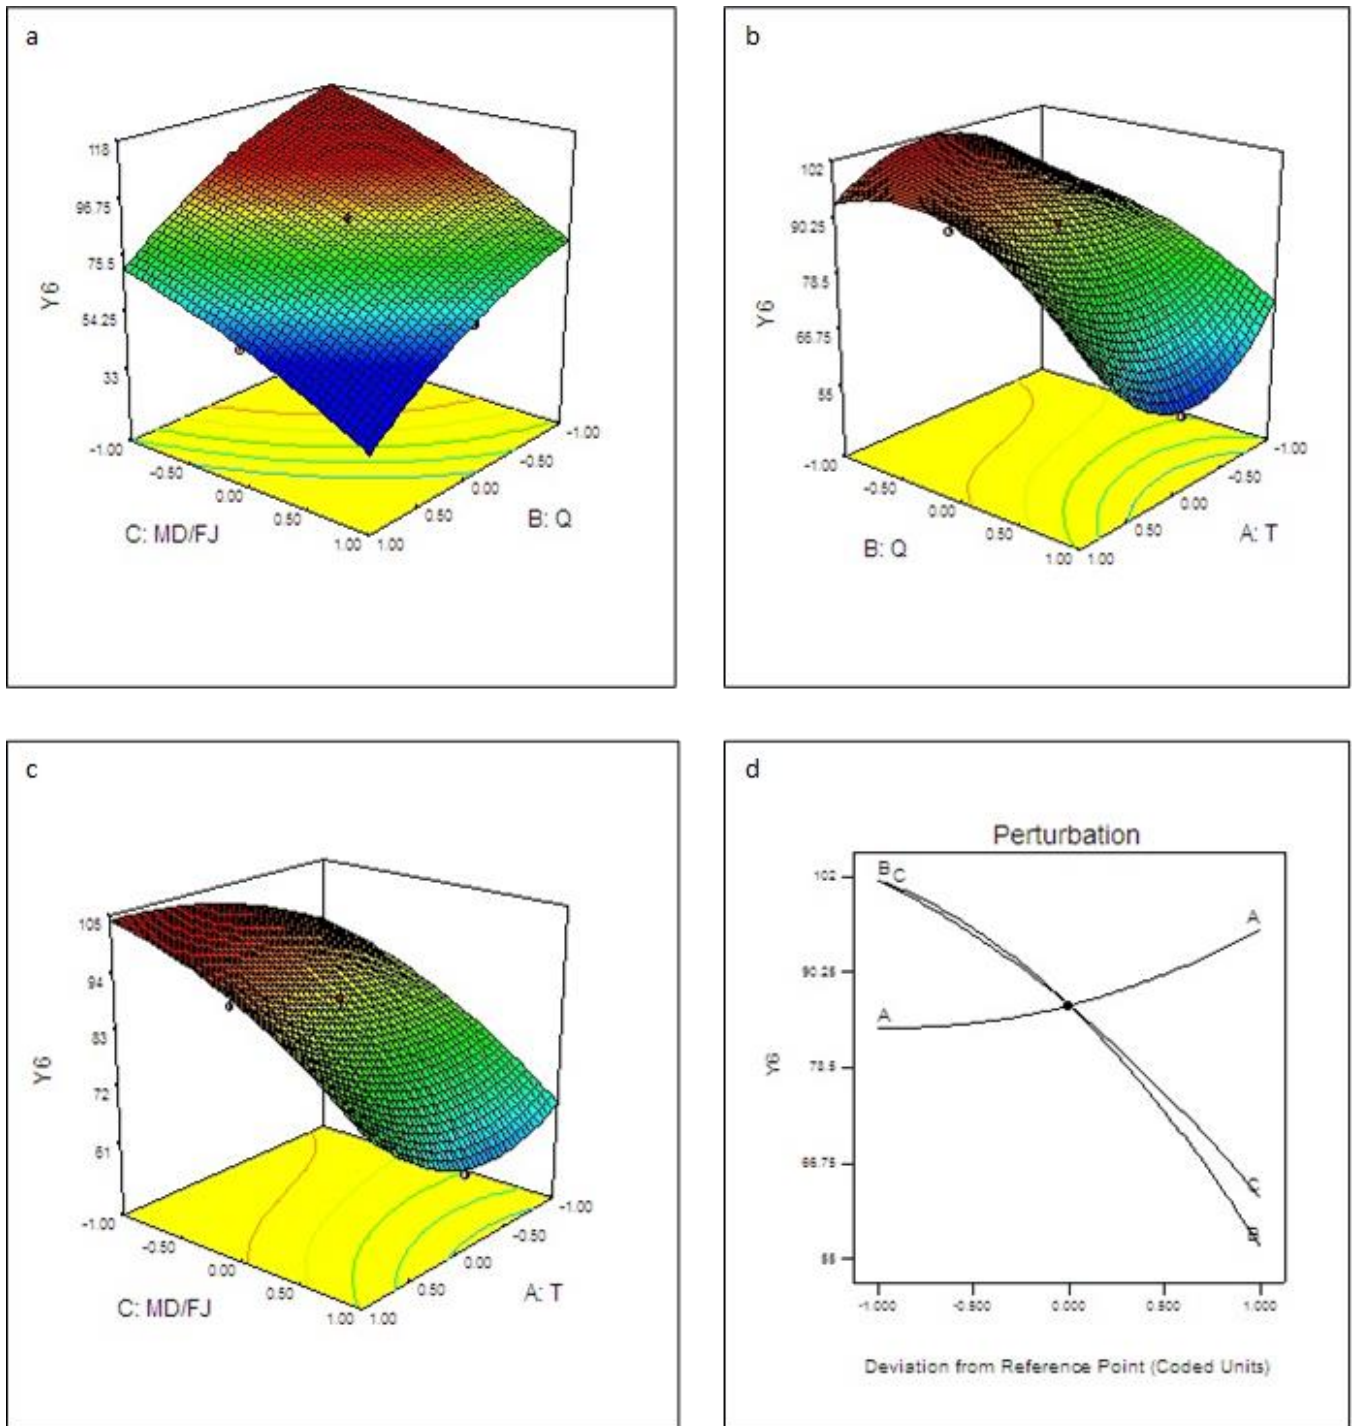 a
118
96.75
75.5
54.25
33
Y6
-1.00
-0.50
0.00
0.50
1.00
C: MD/FJ
1.00
0.50
0.00
-0.50
-1.00
B: Q
b
102
90.25
78.5
66.75
55
Y6
-1.00
-0.50
0.00
0.50
1.00
B: Q
1.00
0.50
0.00
-0.50
-1.00
A: T
c
105
94
83
72
61
Y6
-1.00
-0.50
0.00
0.50
1.00
C: MD/FJ
1.00
0.50
0.00
-0.50
-1.00
A: T
d
Perturbation
102
90.25
78.5
66.75
55
Y6
B C
A
A
C
B
-1.000
-0.500
0.000
0.500
1.000
Deviation from Reference Point (Coded Units)